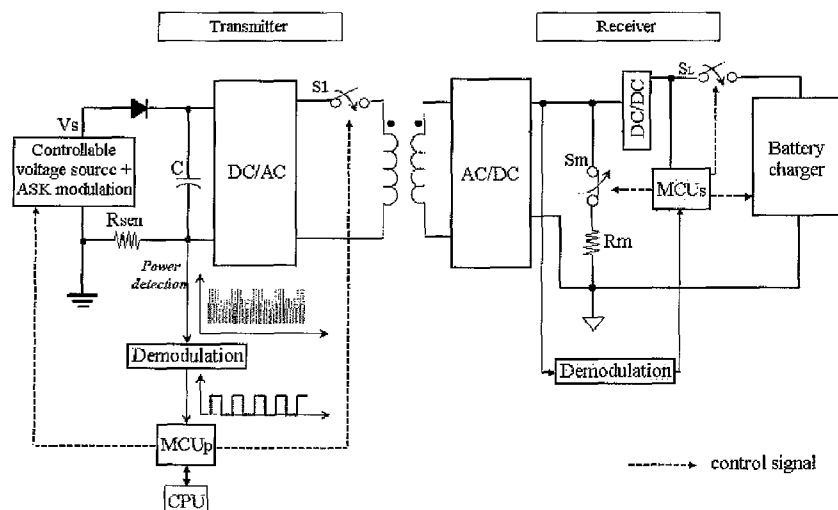 Transmitter
Receiver
S1
SL
Vs
DC/DC
Controllable
voltage source +
ASK modulation
C
DC/AC
AC/DC
Sm
MCUs
Battery
charger
Rsen
Rm
Power
detection
Demodulation
Demodulation
MCUp
control signal
CPU